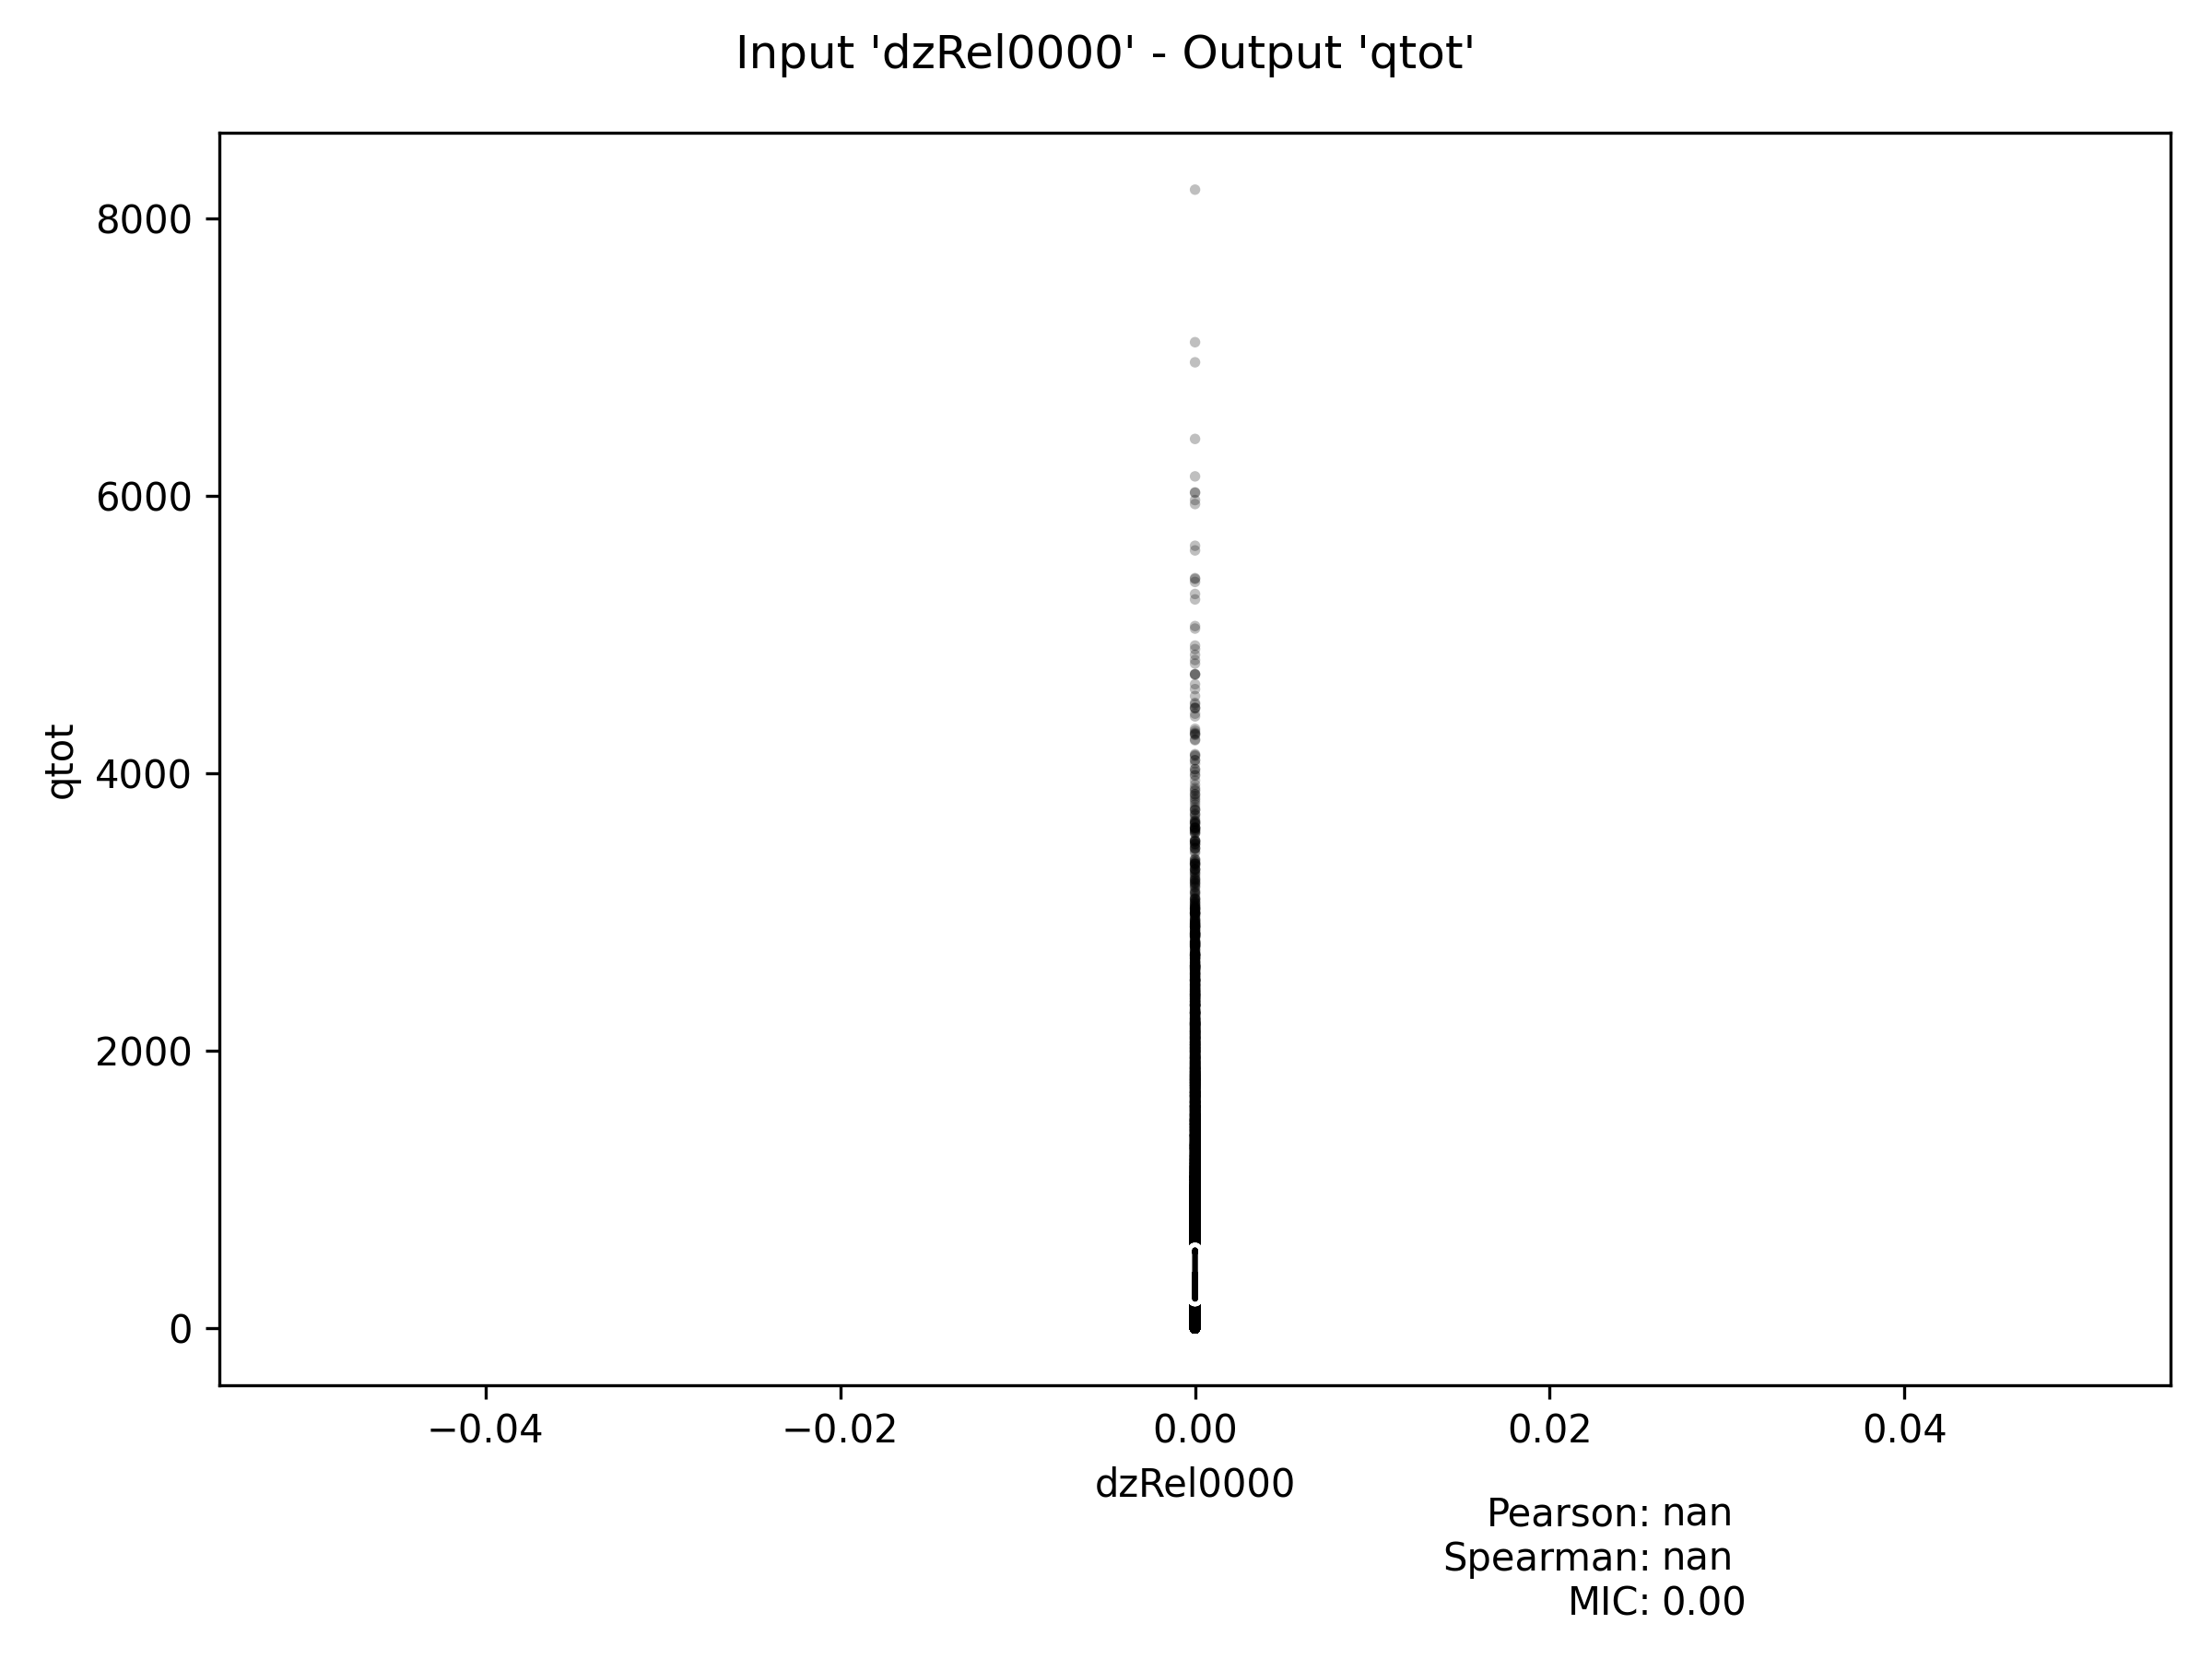 Input 'dzRel0000' - Output 'qtot'
8000
6000
4000
2000
0
qtot
−0.04
−0.02
0.00
0.02
0.04
dzRel0000
Pearson: nan
Spearman: nan
MIC: 0.00